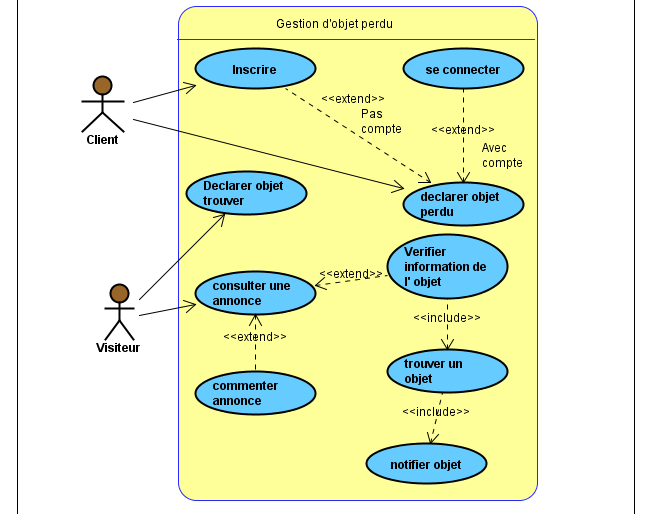 Gestion d'objet perdu
Inscrire
se connecter
<<extend>>
Pas
compte
<<extend>>
Avec
compte
Client
Declarer objet
trouver
declarer objet
perdu
Verifier
information de
l' objet
<<extend>>
consulter une
annonce
Visiteur
<<extend>>
<<include>>
commenter
annonce
trouver un
objet
<<include>>
notifier objet